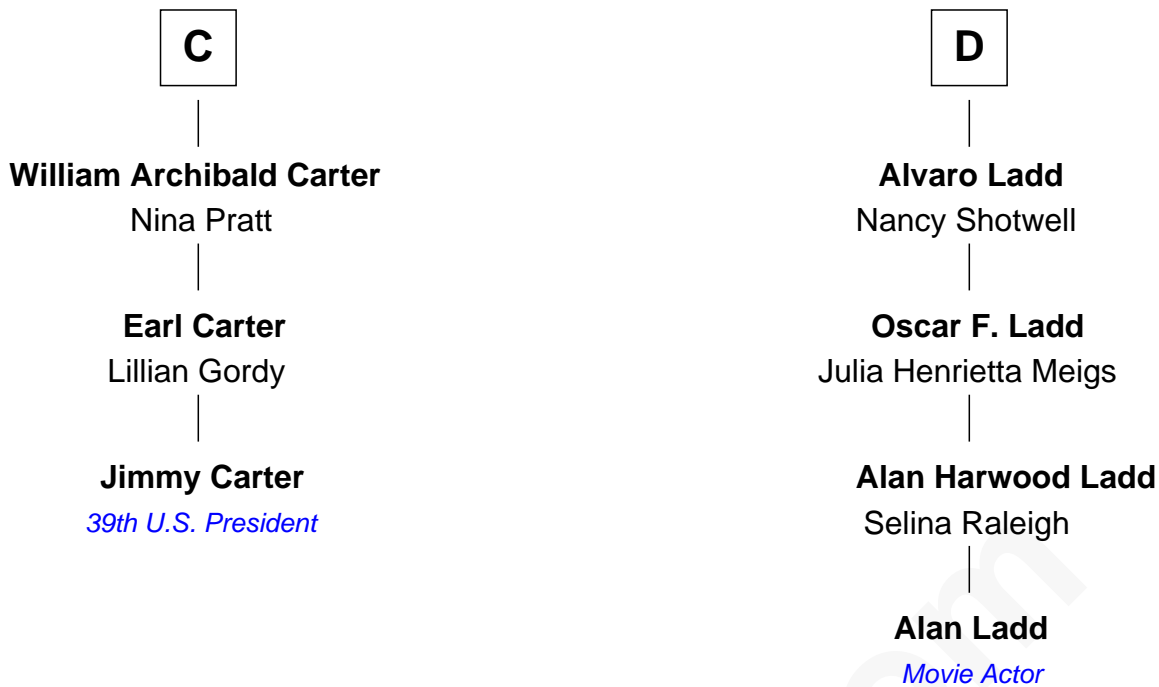 C
William Archibald Carter
Nina Pratt
Earl Carter
Lillian Gordy
Jimmy Carter
39th U.S. President
D
Alvaro Ladd
Nancy Shotwell
Oscar F. Ladd
Julia Henrietta Meigs
Alan Harwood Ladd
Selina Raleigh
Alan Ladd
Movie Actor